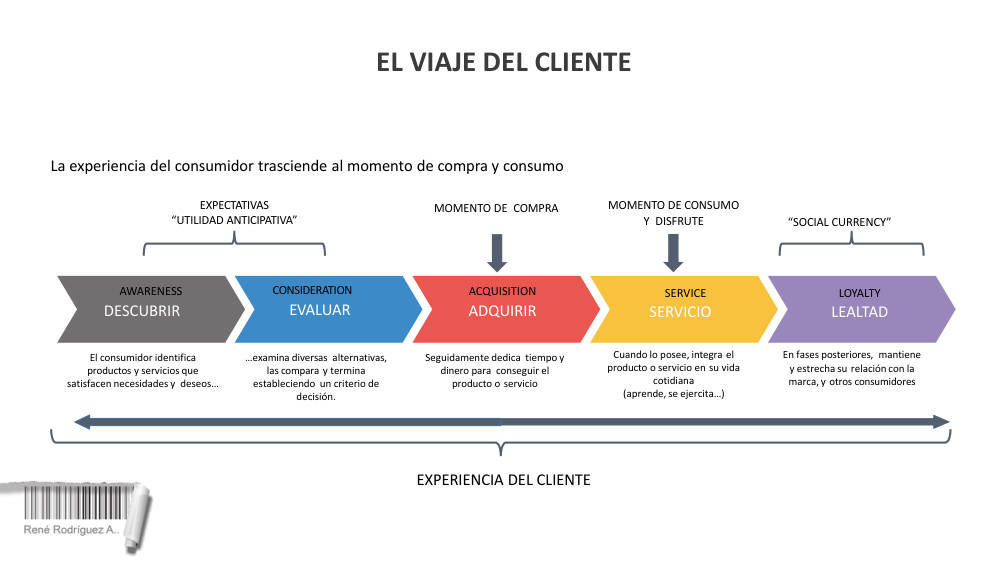 EL VIAJE DEL CLIENTE
La experiencia del consumidor trasciende al momento de compra y consumo
EXPECTATIVAS
“UTILIDAD ANTICIPATIVA”
MOMENTO DE COMPRA
MOMENTO DE CONSUMO
Y DISFRUTE
“SOCIAL CURRENCY”
AWARENESS
DESCUBRIR
CONSIDERATION
EVALUAR
ACQUISITION
ADQUIRIR
SERVICE
SERVICIO
LOYALTY
LEALTAD
El consumidor identifica
productos y servicios que
satisfacen necesidades y deseos...
...examina diversas alternativas,
las compara y termina
estableciendo un criterio de
decisión.
Seguidamente dedica tiempo y
dinero para conseguir el
producto o servicio
Cuando lo posee, integra el
producto o servicio en su vida
cotidiana
(aprende, se ejercita...)
En fases posteriores, mantiene
y estrecha su relación con la
marca, y otros consumidores
EXPERIENCIA DEL CLIENTE
René Rodríguez A..